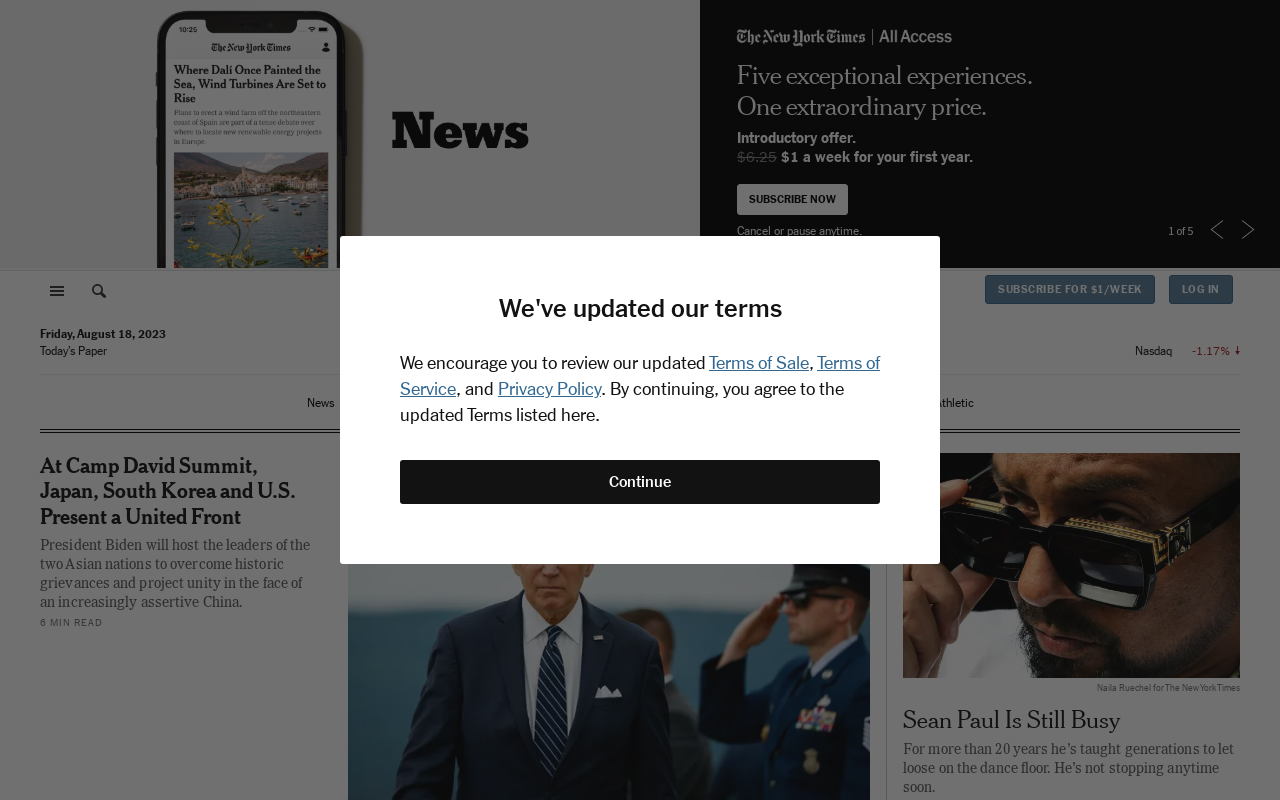 10:25
The New York Times
Where Dalí Once Painted the
Sea, Wind Turbines Are Set to
Rise
Plans to erect a wind farm off the northeastern
coast of Spain are part of a tense debate over
where to locate new renewable energy projects
in Europe.
News
The New York Times | All Access
Five exceptional experiences.
One extraordinary price.
Introductory offer.
$6.25 $1 a week for your first year.
SUBSCRIBE NOW
Cancel or pause anytime.
1 of 5
SUBSCRIBE FOR $1/WEEK
LOG IN
Friday, August 18, 2023
Today's Paper
Nasdaq -1.17%
News
We've updated our terms
We encourage you to review our updated Terms of Sale, Terms of
Service, and Privacy Policy. By continuing, you agree to the
updated Terms listed here.
Continue
At Camp David Summit,
Japan, South Korea and U.S.
Present a United Front
President Biden will host the leaders of the
two Asian nations to overcome historic
grievances and project unity in the face of
an increasingly assertive China.
6 MIN READ
Naila Ruechel for The New York Times
Sean Paul Is Still Busy
For more than 20 years he's taught generations to let
loose on the dance floor. He's not stopping anytime
soon.